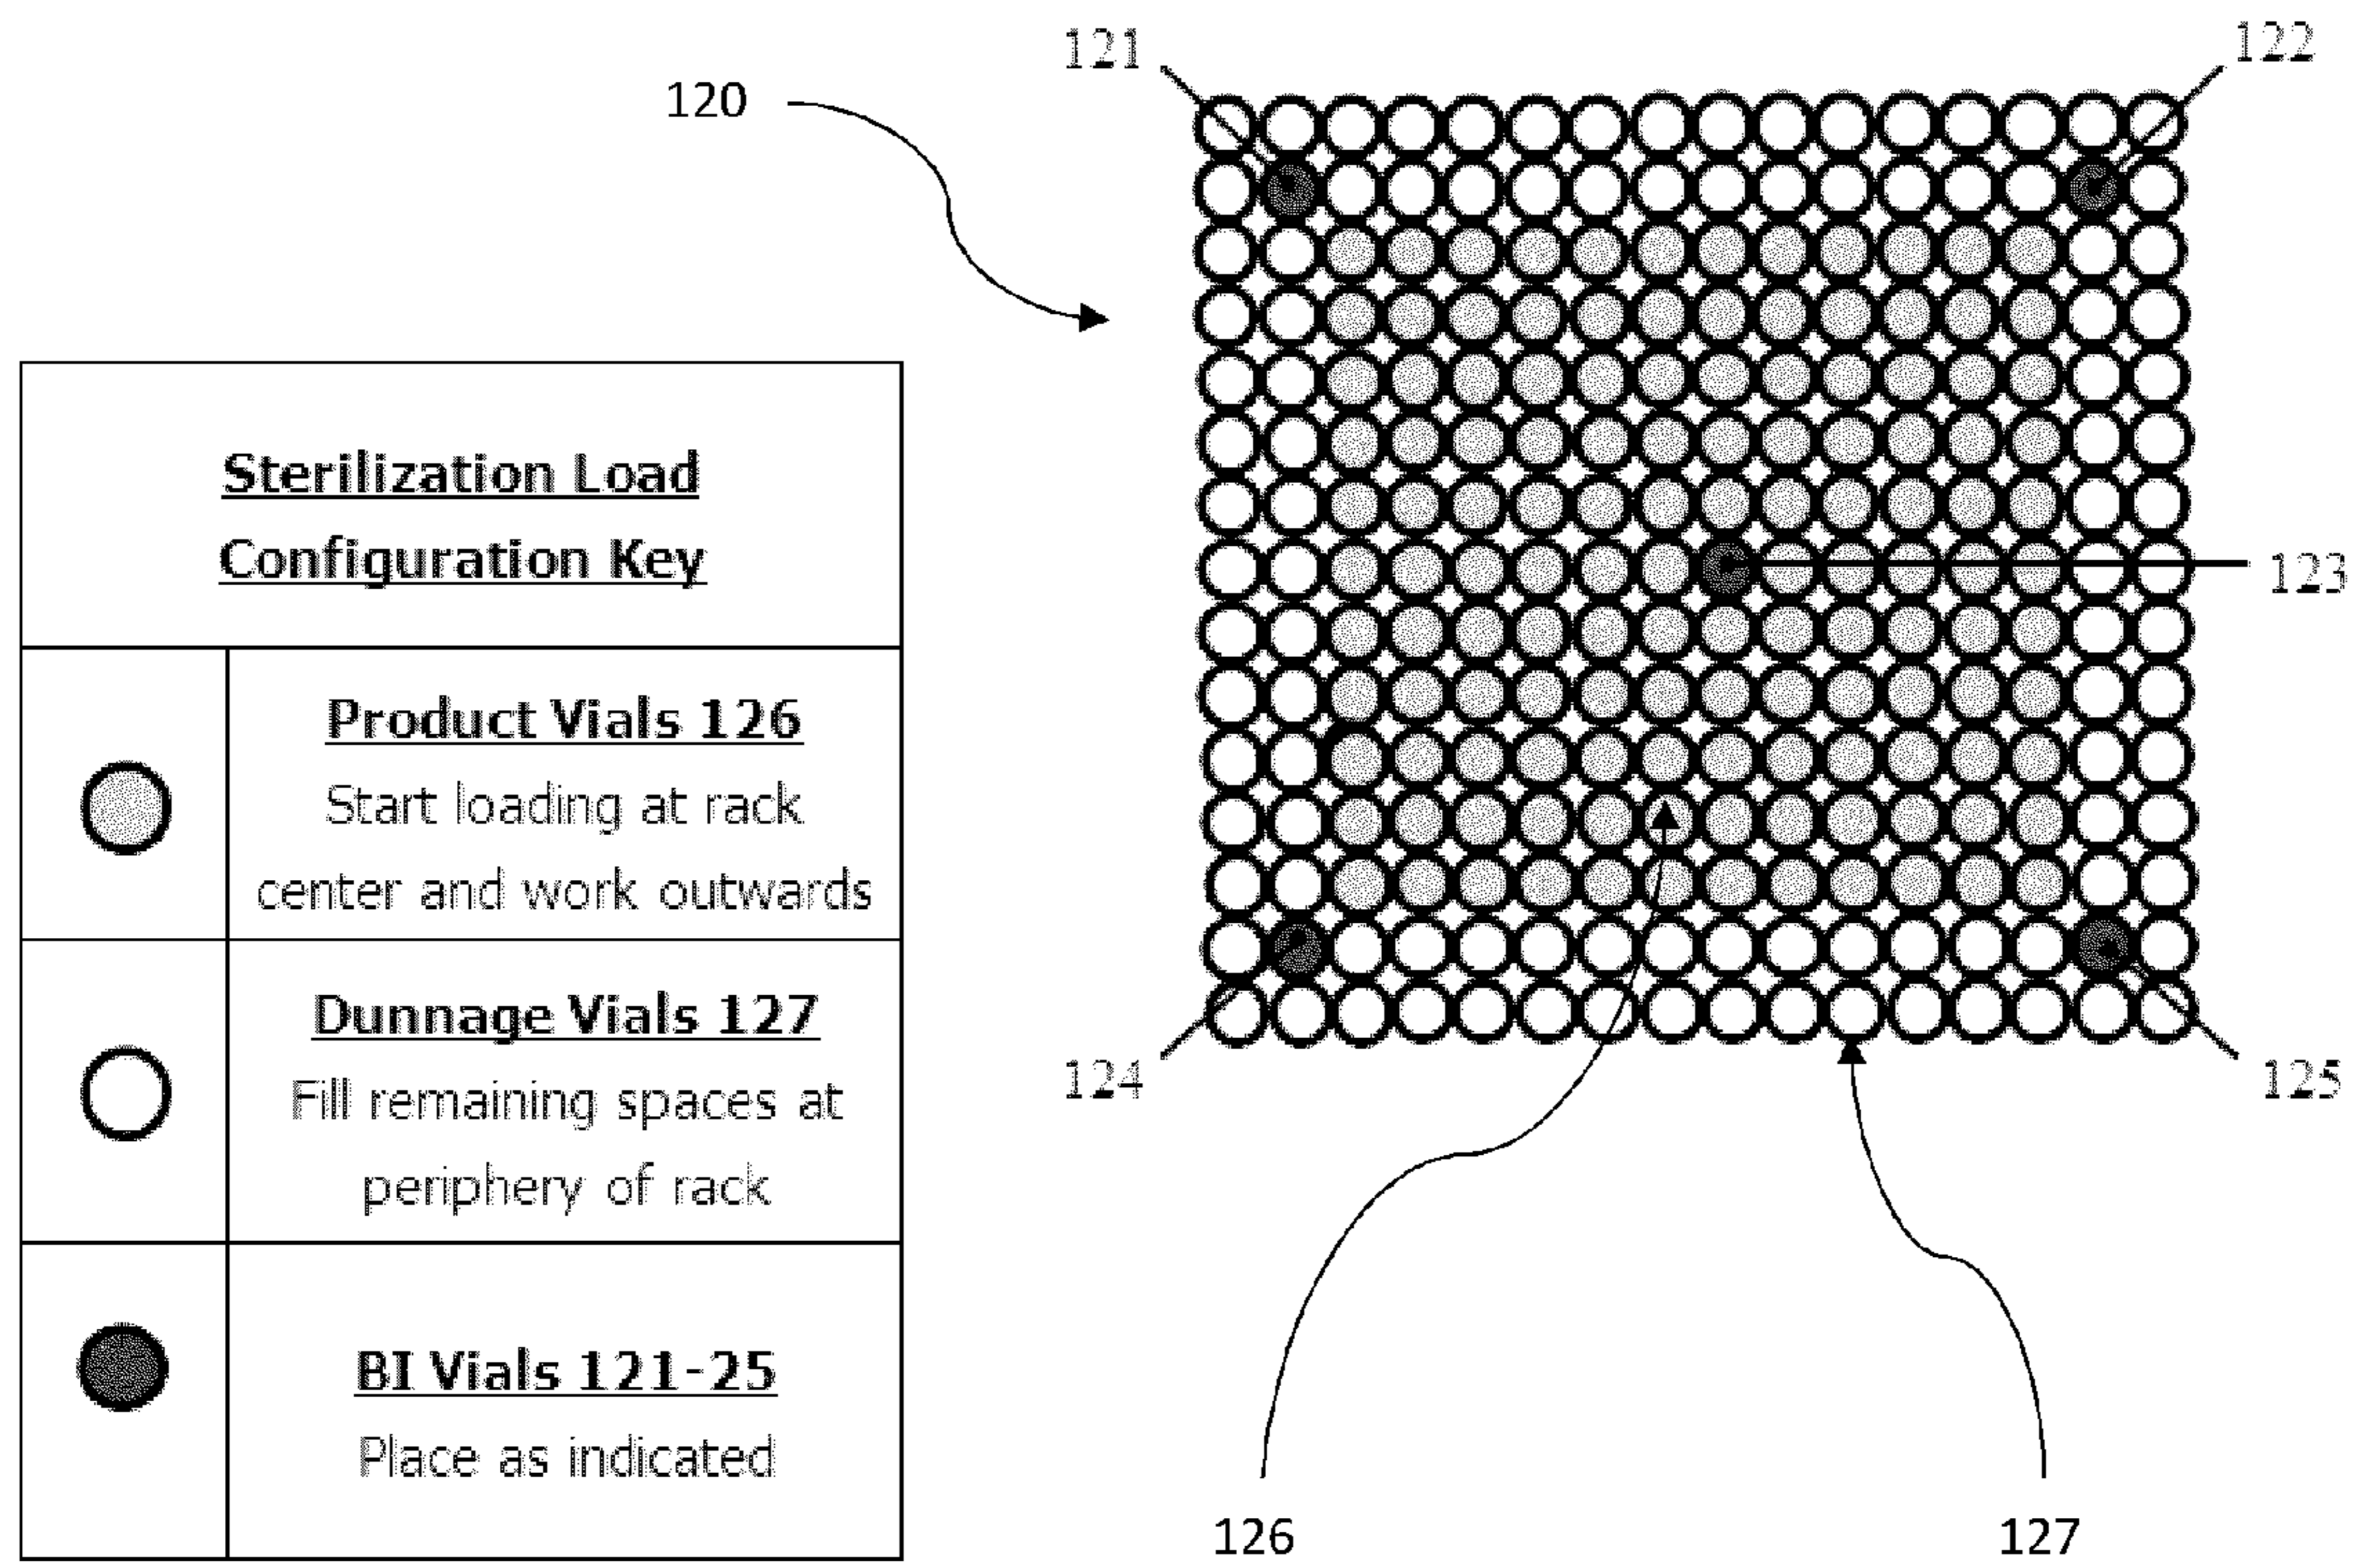 121
122
120
Sterilization Load
Configuration Key
Product Vials 126
Start loading at rack
center and work outwards
Dunnage Vials 127
Fill remaining spaces at
periphery of rack
BI Vials 121-25
Place as indicated
123
124
125
126
127